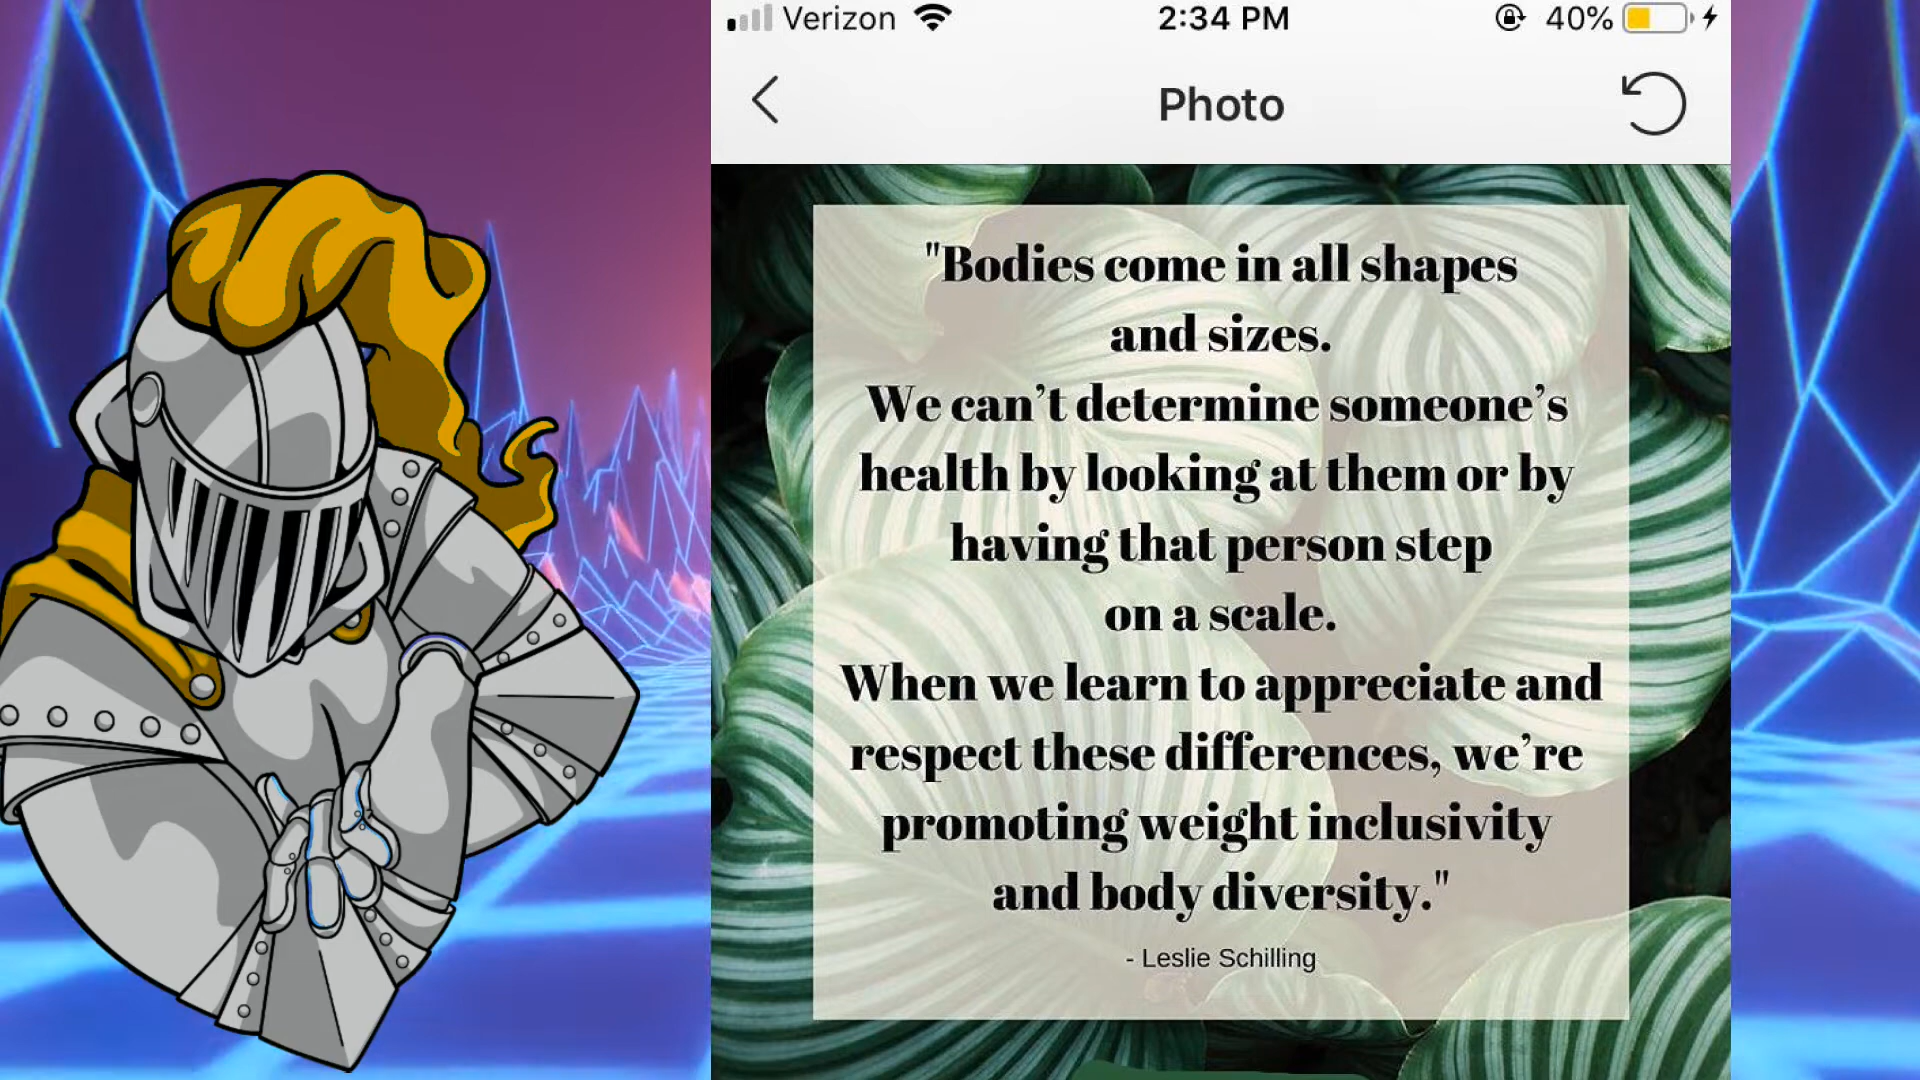 Verizon 2:34 PM 40%
Photo
"Bodies come in all shapes
and sizes.
We can’t determine someone’s
health by looking at them or by
having that person step
on a scale.
When we learn to appreciate and
respect these differences, we’re
promoting weight inclusivity
and body diversity."
- Leslie Schilling